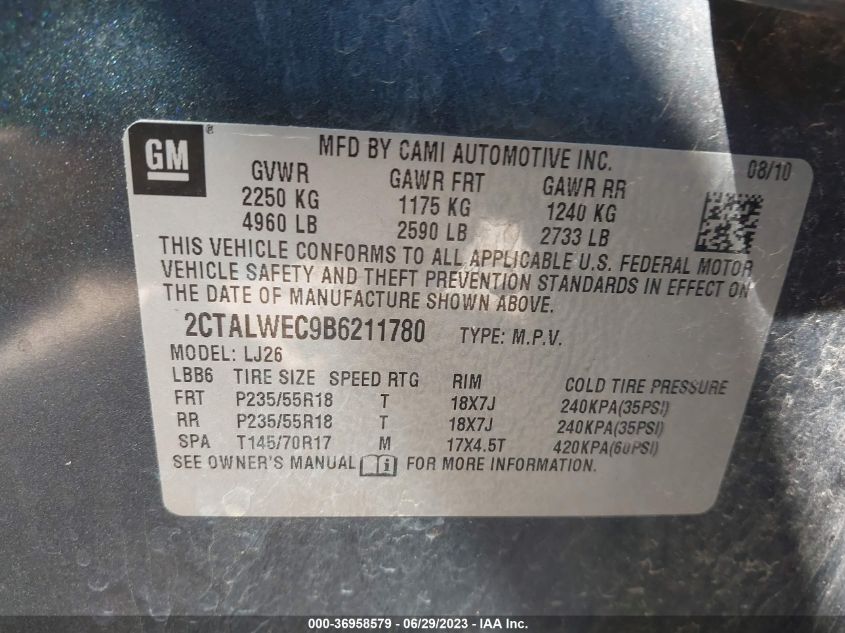 GM®
MFD BY CAMI AUTOMOTIVE INC.
08/10
GVWR GAWR FRT GAWR RR
2250 KG 1175 KG 1240 KG
4960 LB 2590 LB 2733 LB
THIS VEHICLE CONFORMS TO ALL APPLICABLE U.S. FEDERAL MOTOR
VEHICLE SAFETY AND THEFT PREVENTION STANDARDS IN EFFECT ON
THE DATE OF MANUFACTURE SHOWN ABOVE.
2CTALWEC9B6211780 TYPE: M.P.V.
MODEL: LJ26
LBB6 TIRE SIZE SPEED RTG RIM COLD TIRE PRESSURE
FRT P235/55R18 T 18X7J 240KPA(35PSI)
RR P235/55R18 T 18X7J 240KPA(35PSI)
SPA T145/70R17 M 17X4.5T 420KPA(60PSI)
SEE OWNER'S MANUAL FOR MORE INFORMATION.
000-36958579 - 06/29/2023 - IAA Inc.